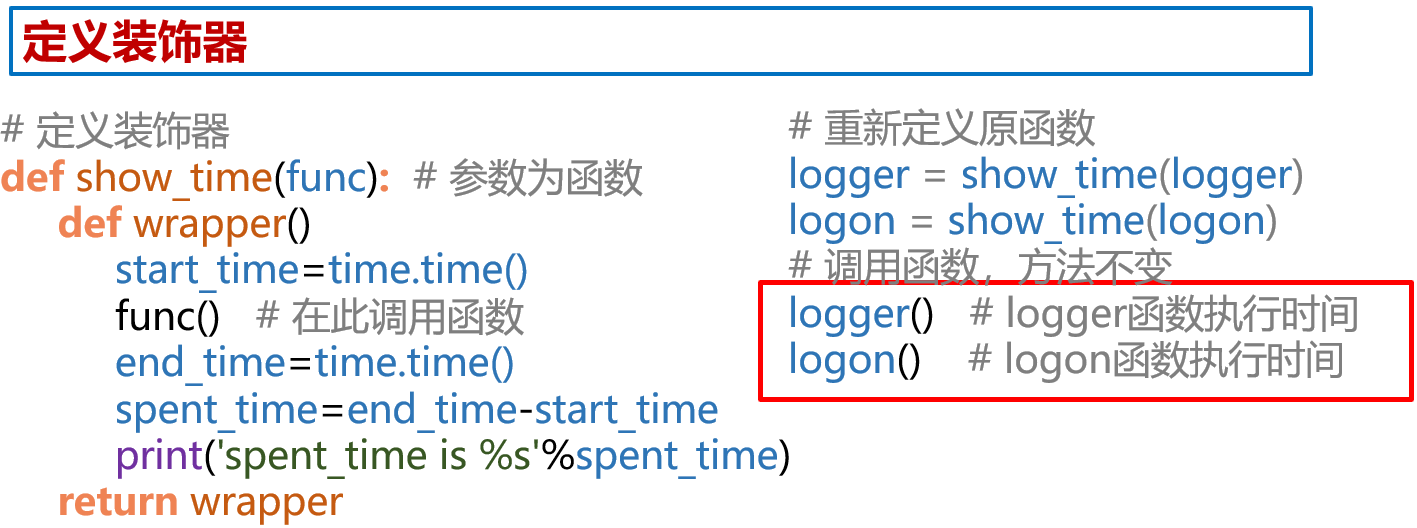 定义装饰器
# 定义装饰器
def show_time(func): # 参数为函数
def wrapper()
start_time=time.time()
func() # 在此调用函数
end_time=time.time()
spent_time=end_time-start_time
print('spent_time is %s'%spent_time)
return wrapper
# 重新定义原函数
logger = show_time(logger)
logon = show_time(logon)
# 调用函数，方法不变
logger() # logger函数执行时间
logon() # logon函数执行时间